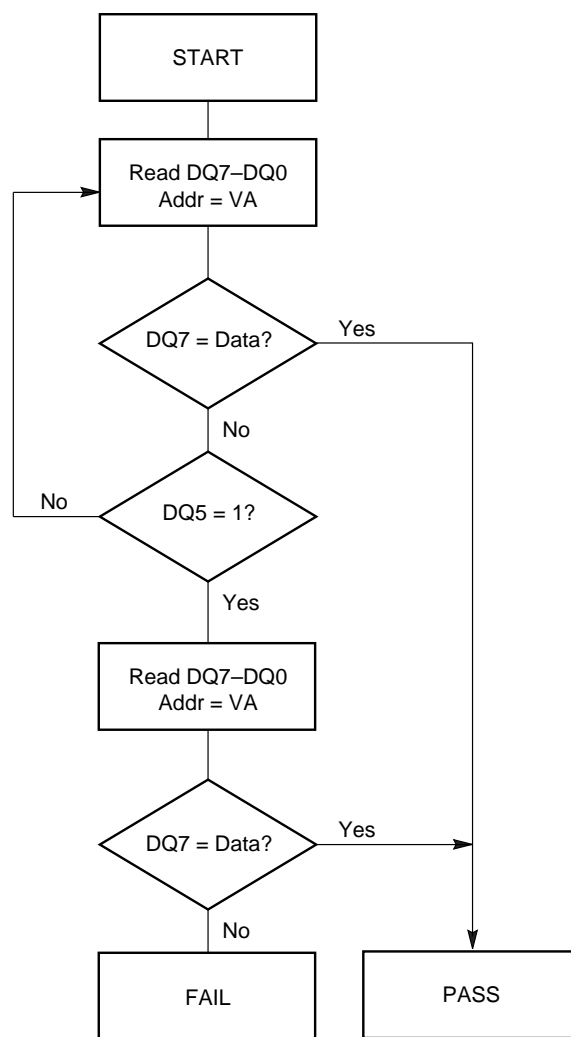 START
Read DQ7–DQ0
Addr = VA
DQ7 = Data?
Yes
No
No
DQ5 = 1?
Yes
Read DQ7–DQ0
Addr = VA
DQ7 = Data?
Yes
No
FAIL
PASS